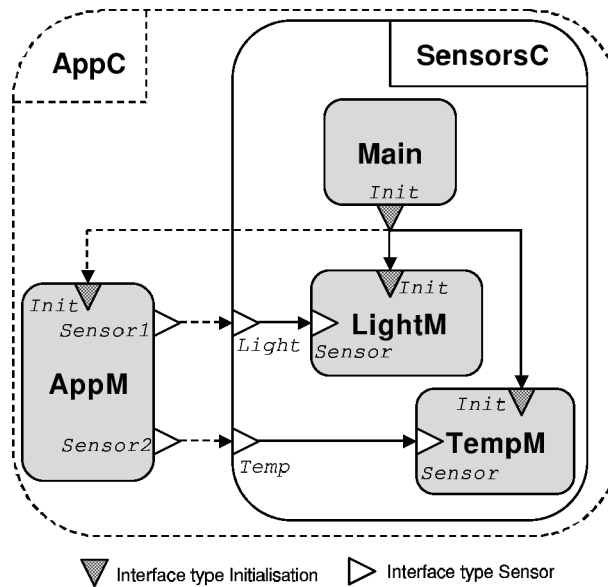 AppC
SensorsC
Main
Init
Init
Init
Sensor1
LightM
Light
Sensor
AppM
Init
Sensor2
TempM
Temp
Sensor
Interface type Initialisation
Interface type Sensor